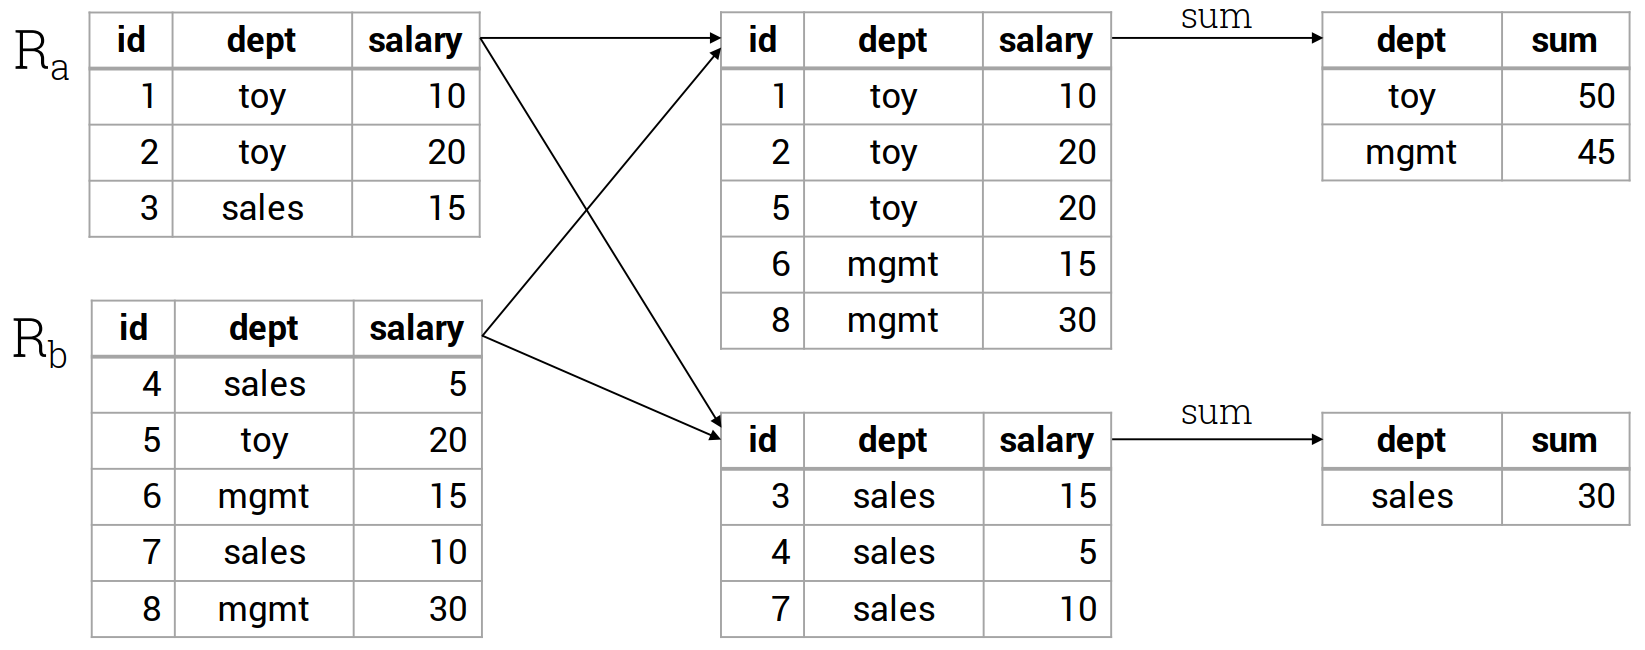 R_a
id dept salary
1 toy 10
2 toy 20
3 sales 15
R_b
id dept salary
4 sales 5
5 toy 20
6 mgmt 15
7 sales 10
8 mgmt 30
id dept salary
1 toy 10
2 toy 20
5 toy 20
6 mgmt 15
8 mgmt 30
id dept salary
3 sales 15
4 sales 5
7 sales 10
sum
dept sum
toy 50
mgmt 45
sum
dept sum
sales 30